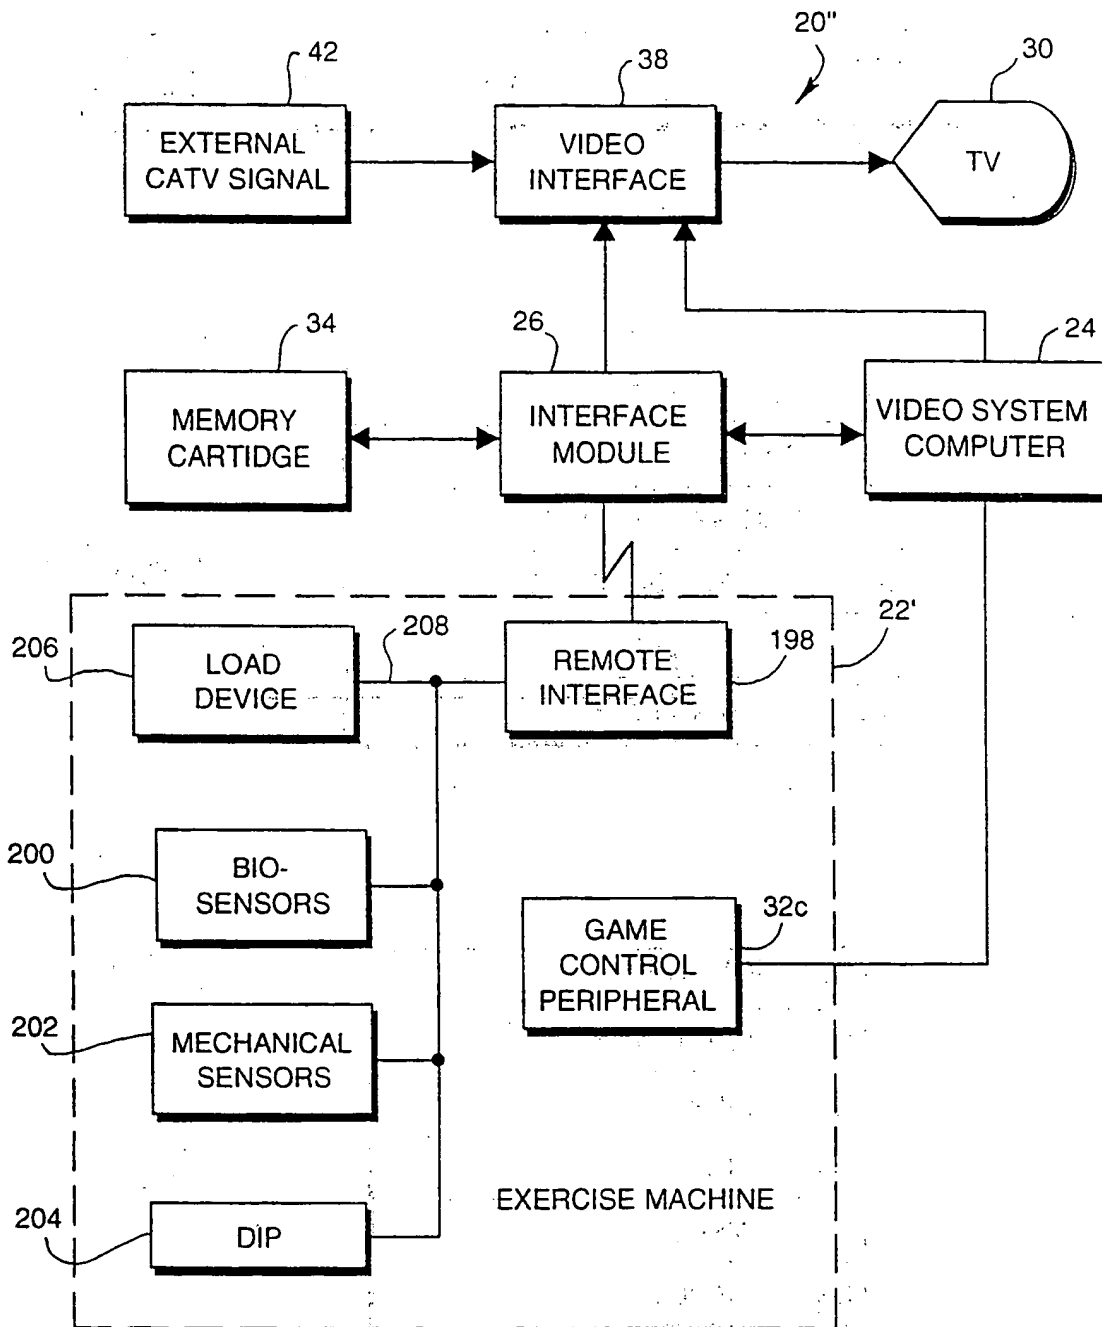 20"
42
38
30
EXTERNAL
CATV SIGNAL
VIDEO
INTERFACE
TV
34
26
24
MEMORY
CARTIDGE
INTERFACE
MODULE
VIDEO SYSTEM
COMPUTER
22'
206
208
198
LOAD
DEVICE
REMOTE
INTERFACE
200
BIO-
SENSORS
32c
GAME
CONTROL
PERIPHERAL
202
MECHANICAL
SENSORS
EXERCISE MACHINE
204
DIP